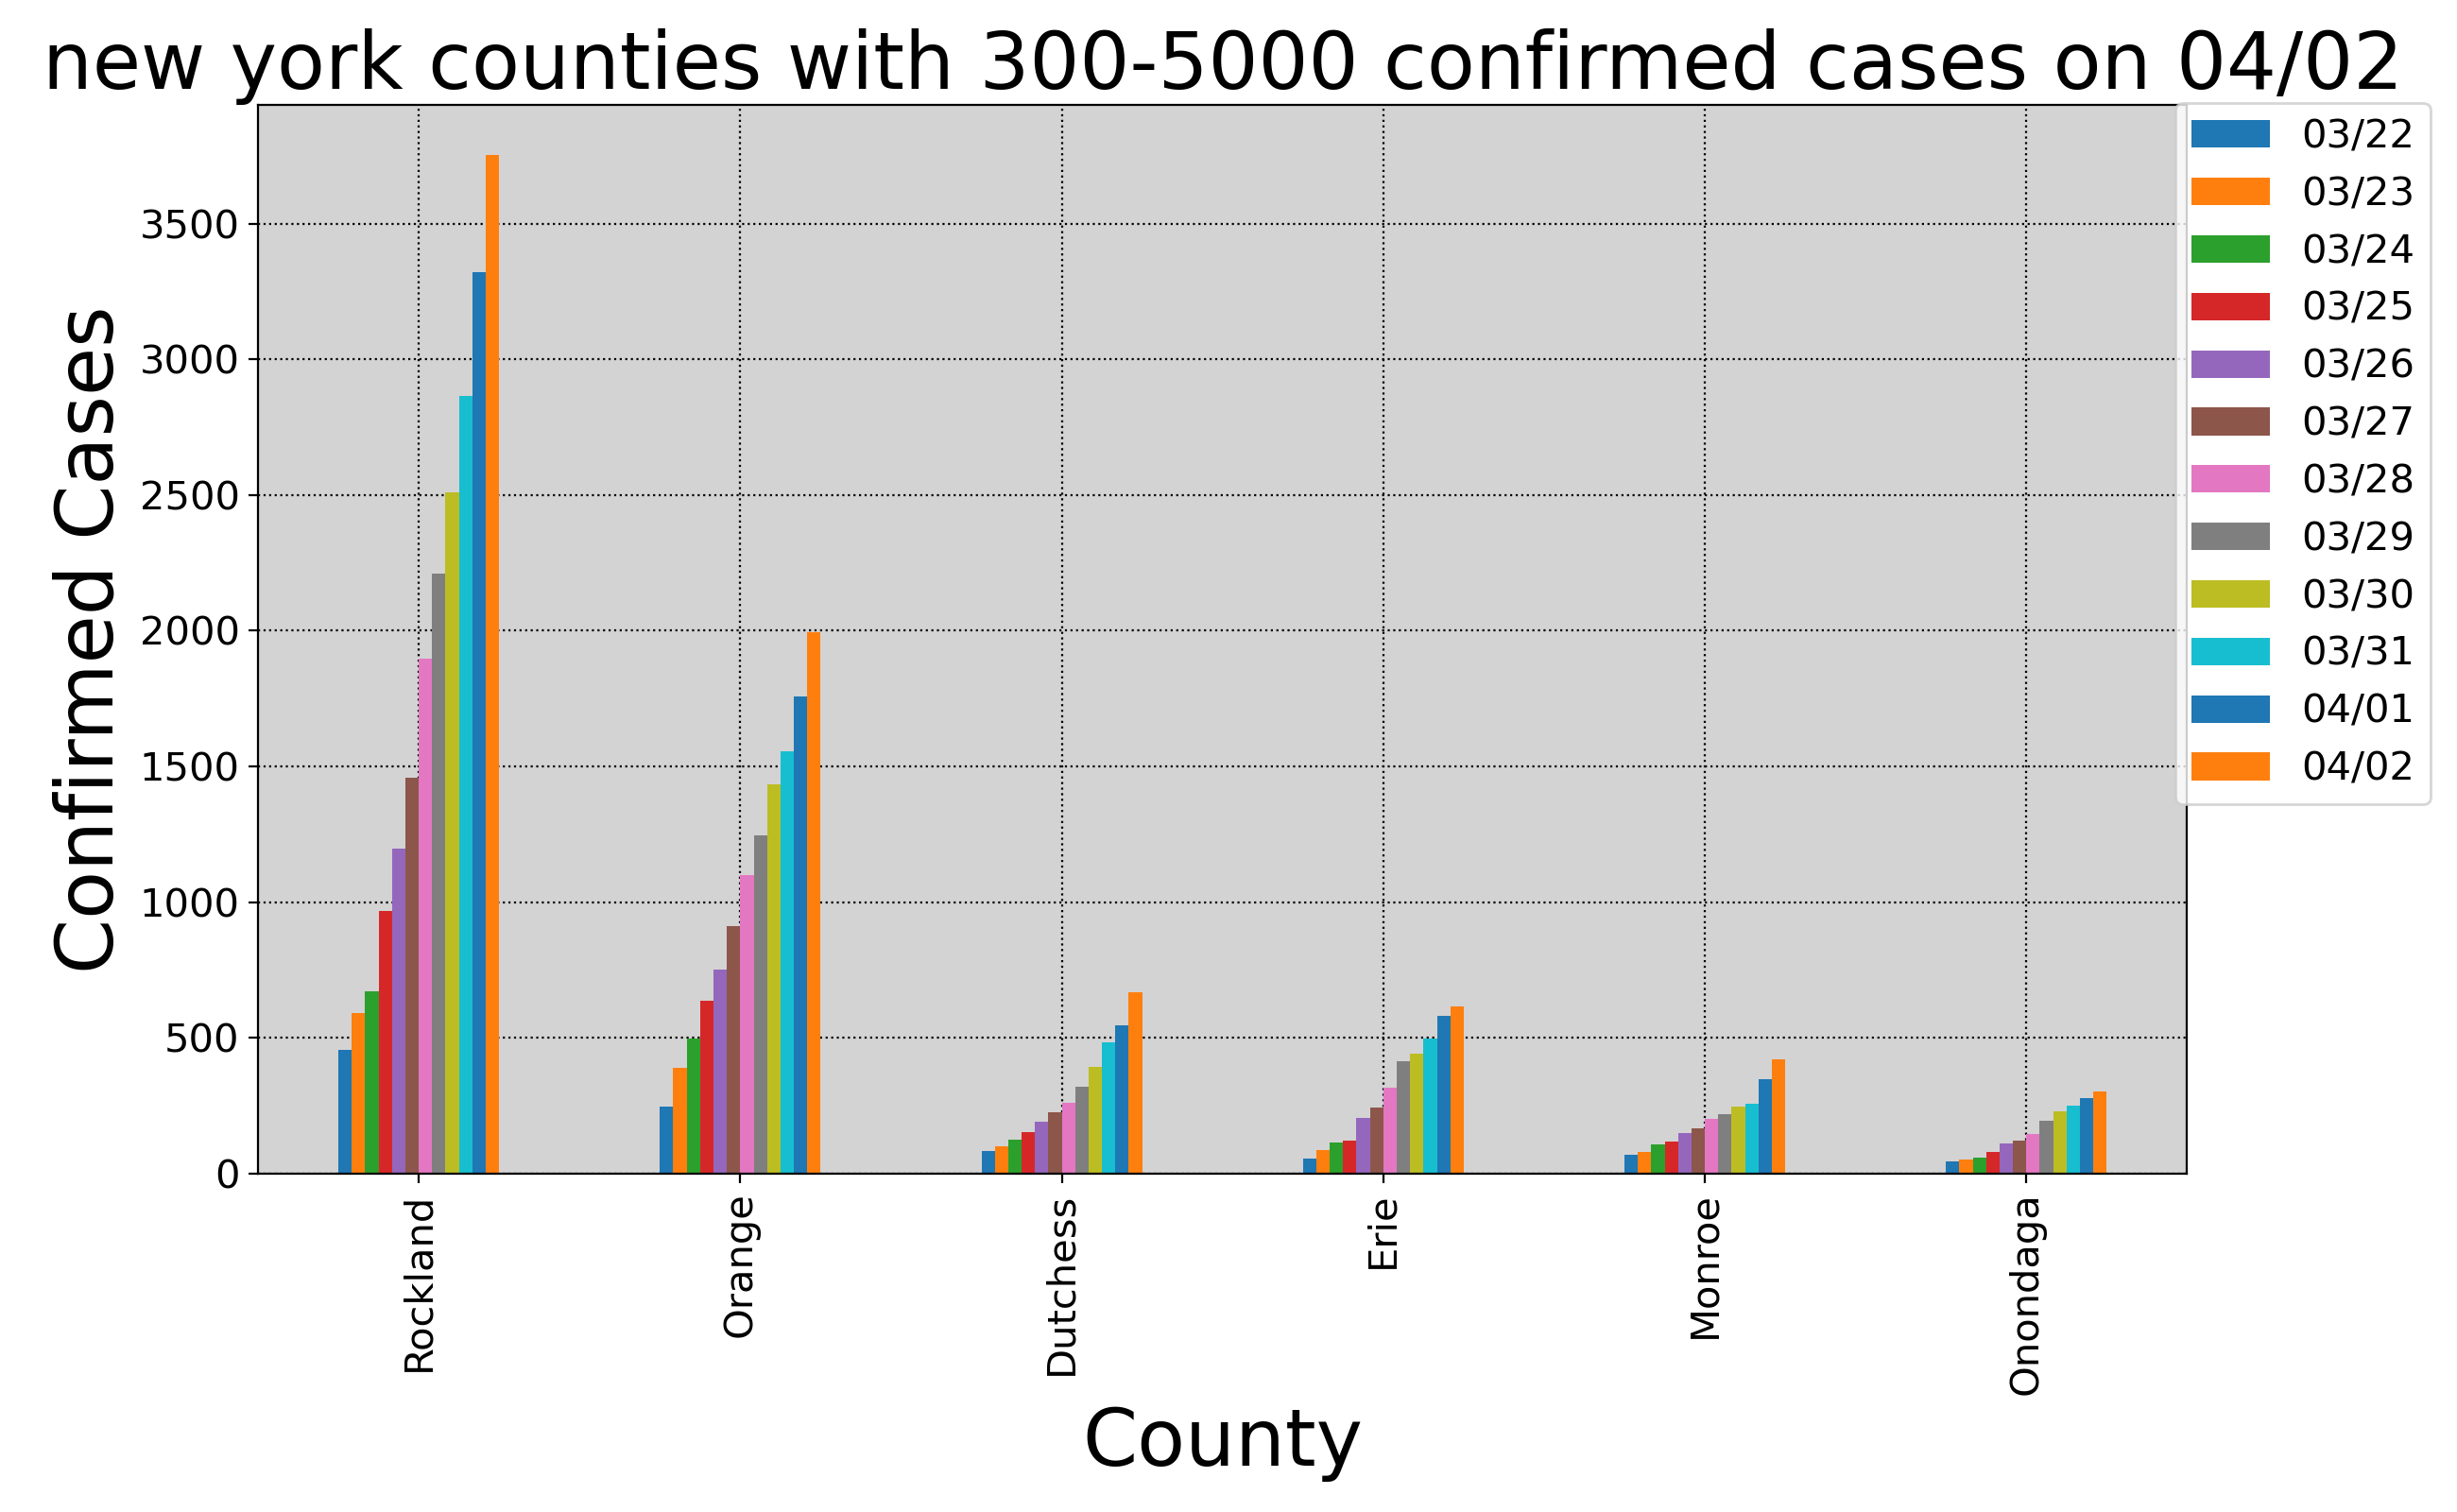 new york counties with 300-5000 confirmed cases on 04/02
Confirmed Cases
3500
3000
2500
2000
1500
1000
500
0
03/22
03/23
03/24
03/25
03/26
03/27
03/28
03/29
03/30
03/31
04/01
04/02
Rockland
Orange
Dutchess
Erie
Monroe
Onondaga
County